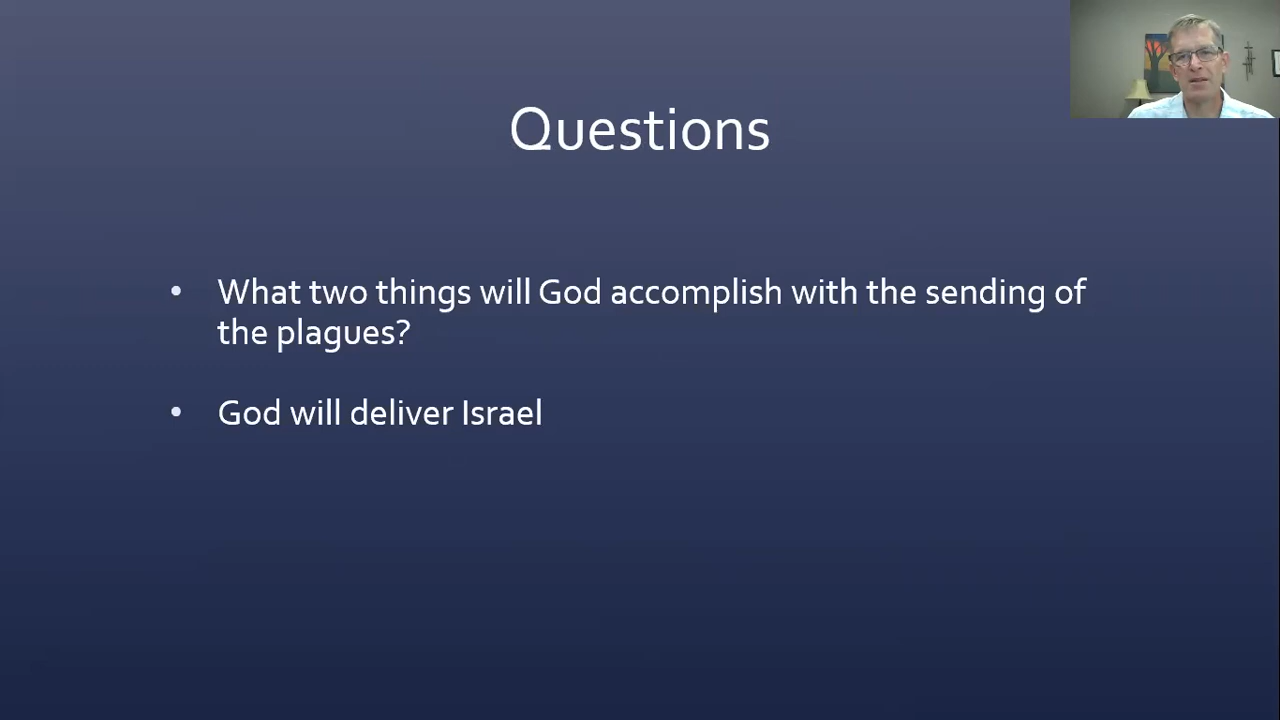 Questions
• What two things will God accomplish with the sending of
the plagues?
• God will deliver Israel